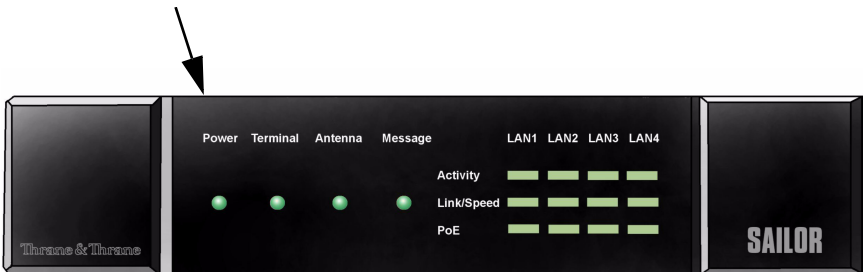 Power Terminal Antenna Message LAN1 LAN2 LAN3 LAN4
Activity
Link/Speed
PoE
Thrane & Thrane
SAILOR